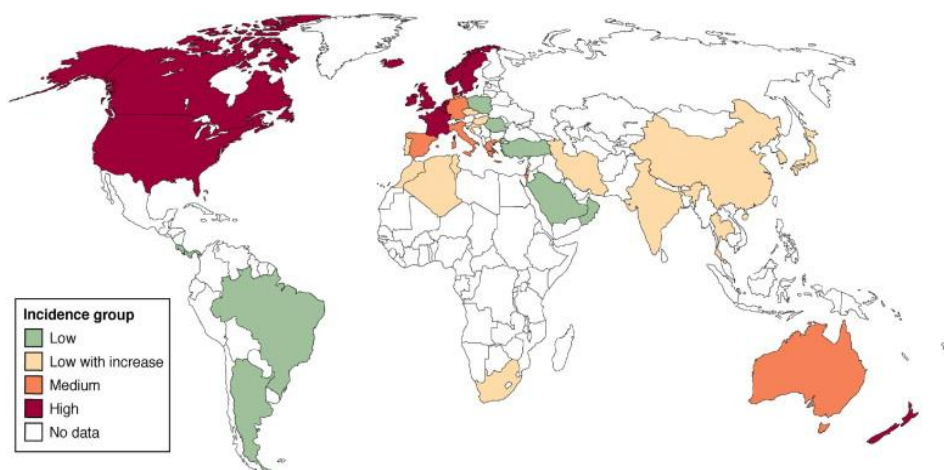 Incidence group
Low
Low with increase
Medium
High
No data